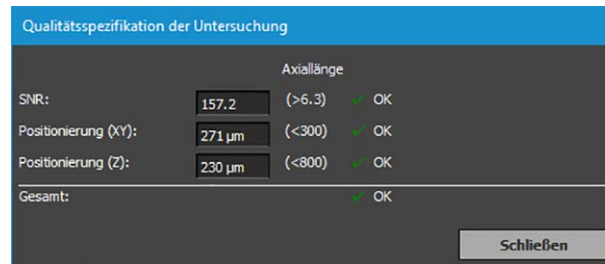 Qualitätsspezifikation der Untersuchung
Axiallänge
SNR: 157.2 (>6.3) OK
Positionierung (XY): 271 µm (<300) OK
Positionierung (Z): 230 µm (<800) OK
Gesamt: OK
Schließen